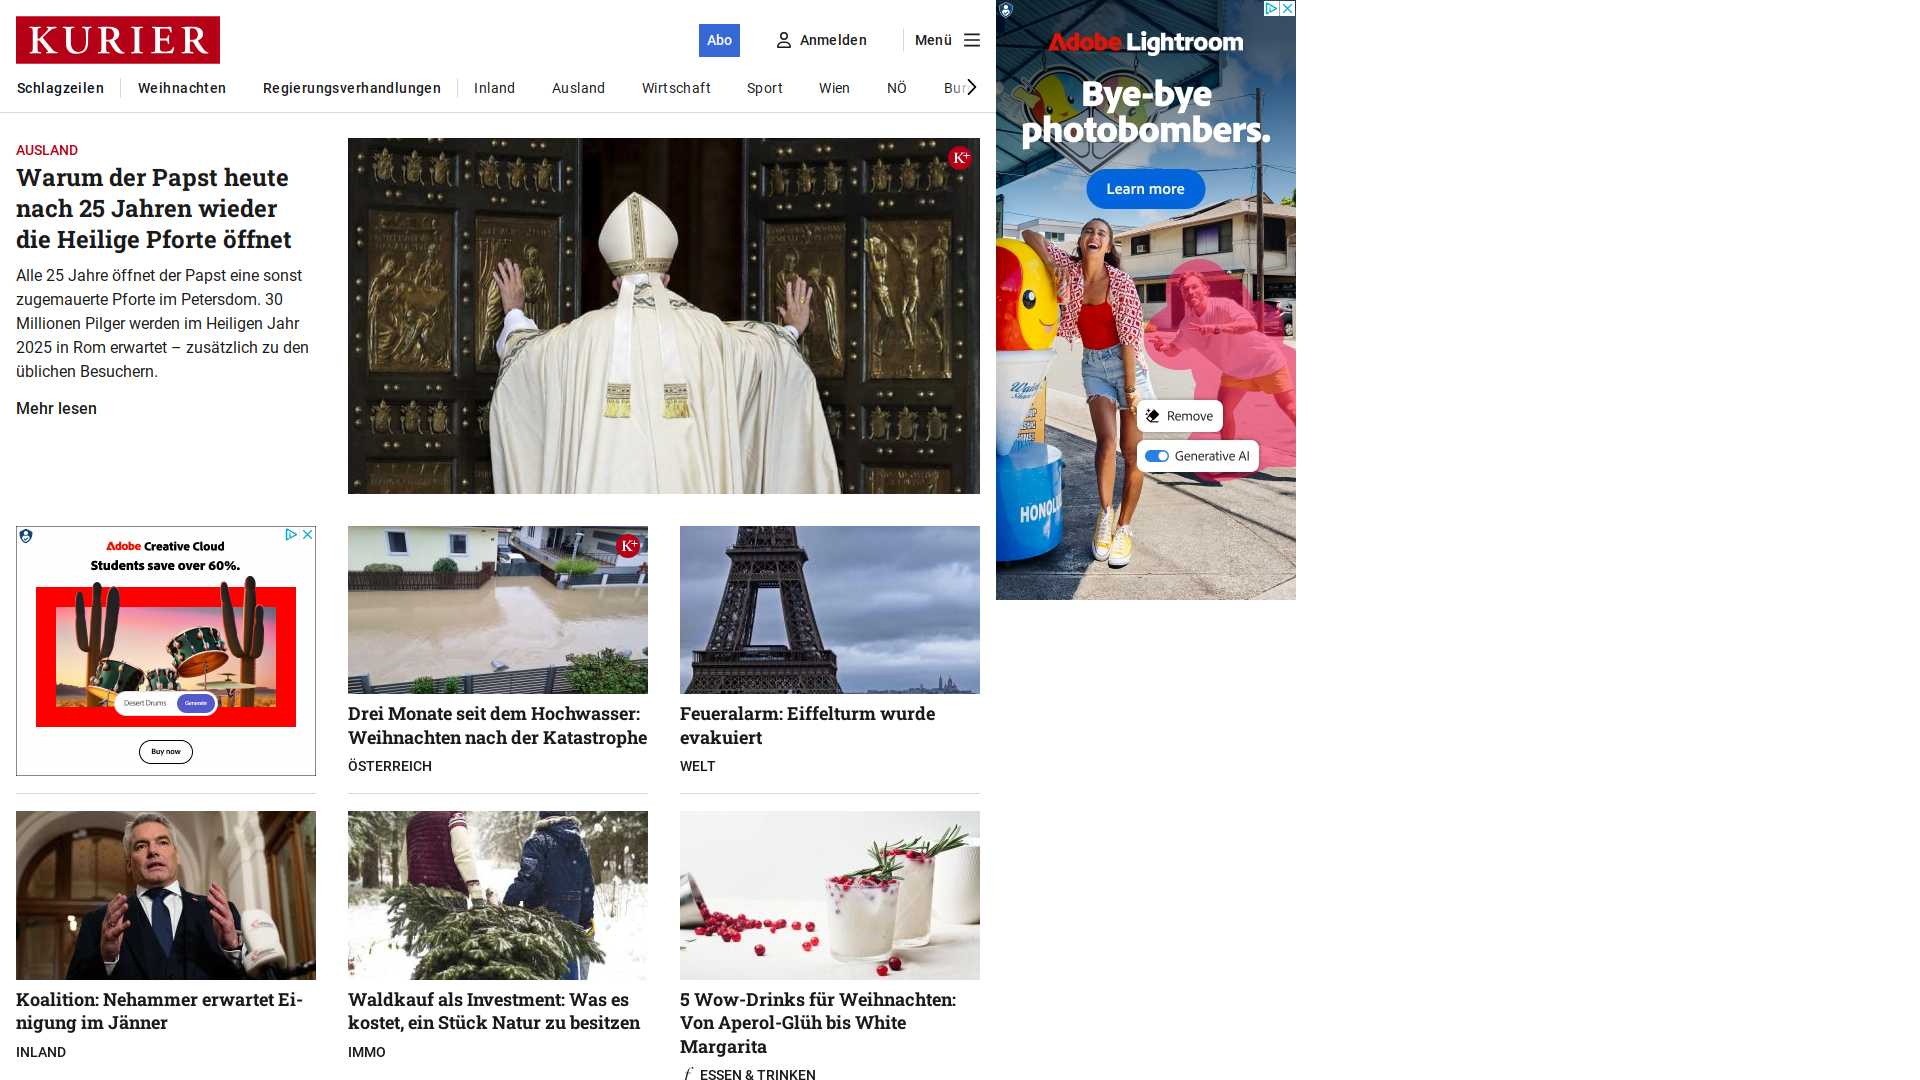 KURIER
Abo
Anmelden
Menü
Schlagzeilen
Weihnachten
Regierungsverhandlungen
Inland
Ausland
Wirtschaft
Sport
Wien
NÖ
AUSLAND
Warum der Papst heute
nach 25 Jahren wieder
die Heilige Pforte öffnet
Alle 25 Jahre öffnet der Papst eine sonst
zugemauerte Pforte im Petersdom. 30
Millionen Pilger werden im Heiligen Jahr
2025 in Rom erwartet – zusätzlich zu den
üblichen Besuchern.
Mehr lesen
K+
Adobe Lightroom
Bye-bye
photobombers.
Learn more
Remove
Generative AI
Adobe Creative Cloud
Students save over 60%.
Desert Drums
Generate
Buy now
K+
Drei Monate seit dem Hochwasser:
Weihnachten nach der Katastrophe
ÖSTERREICH
Feueralarm: Eiffelturm wurde
evakuiert
WELT
Koalition: Nehammer erwartet Ei-
nigung im Jänner
INLAND
Waldkauf als Investment: Was es
kostet, ein Stück Natur zu besitzen
IMMO
5 Wow-Drinks für Weihnachten:
Von Aperol-Glüh bis White
Margarita
f ESSEN & TRINKEN